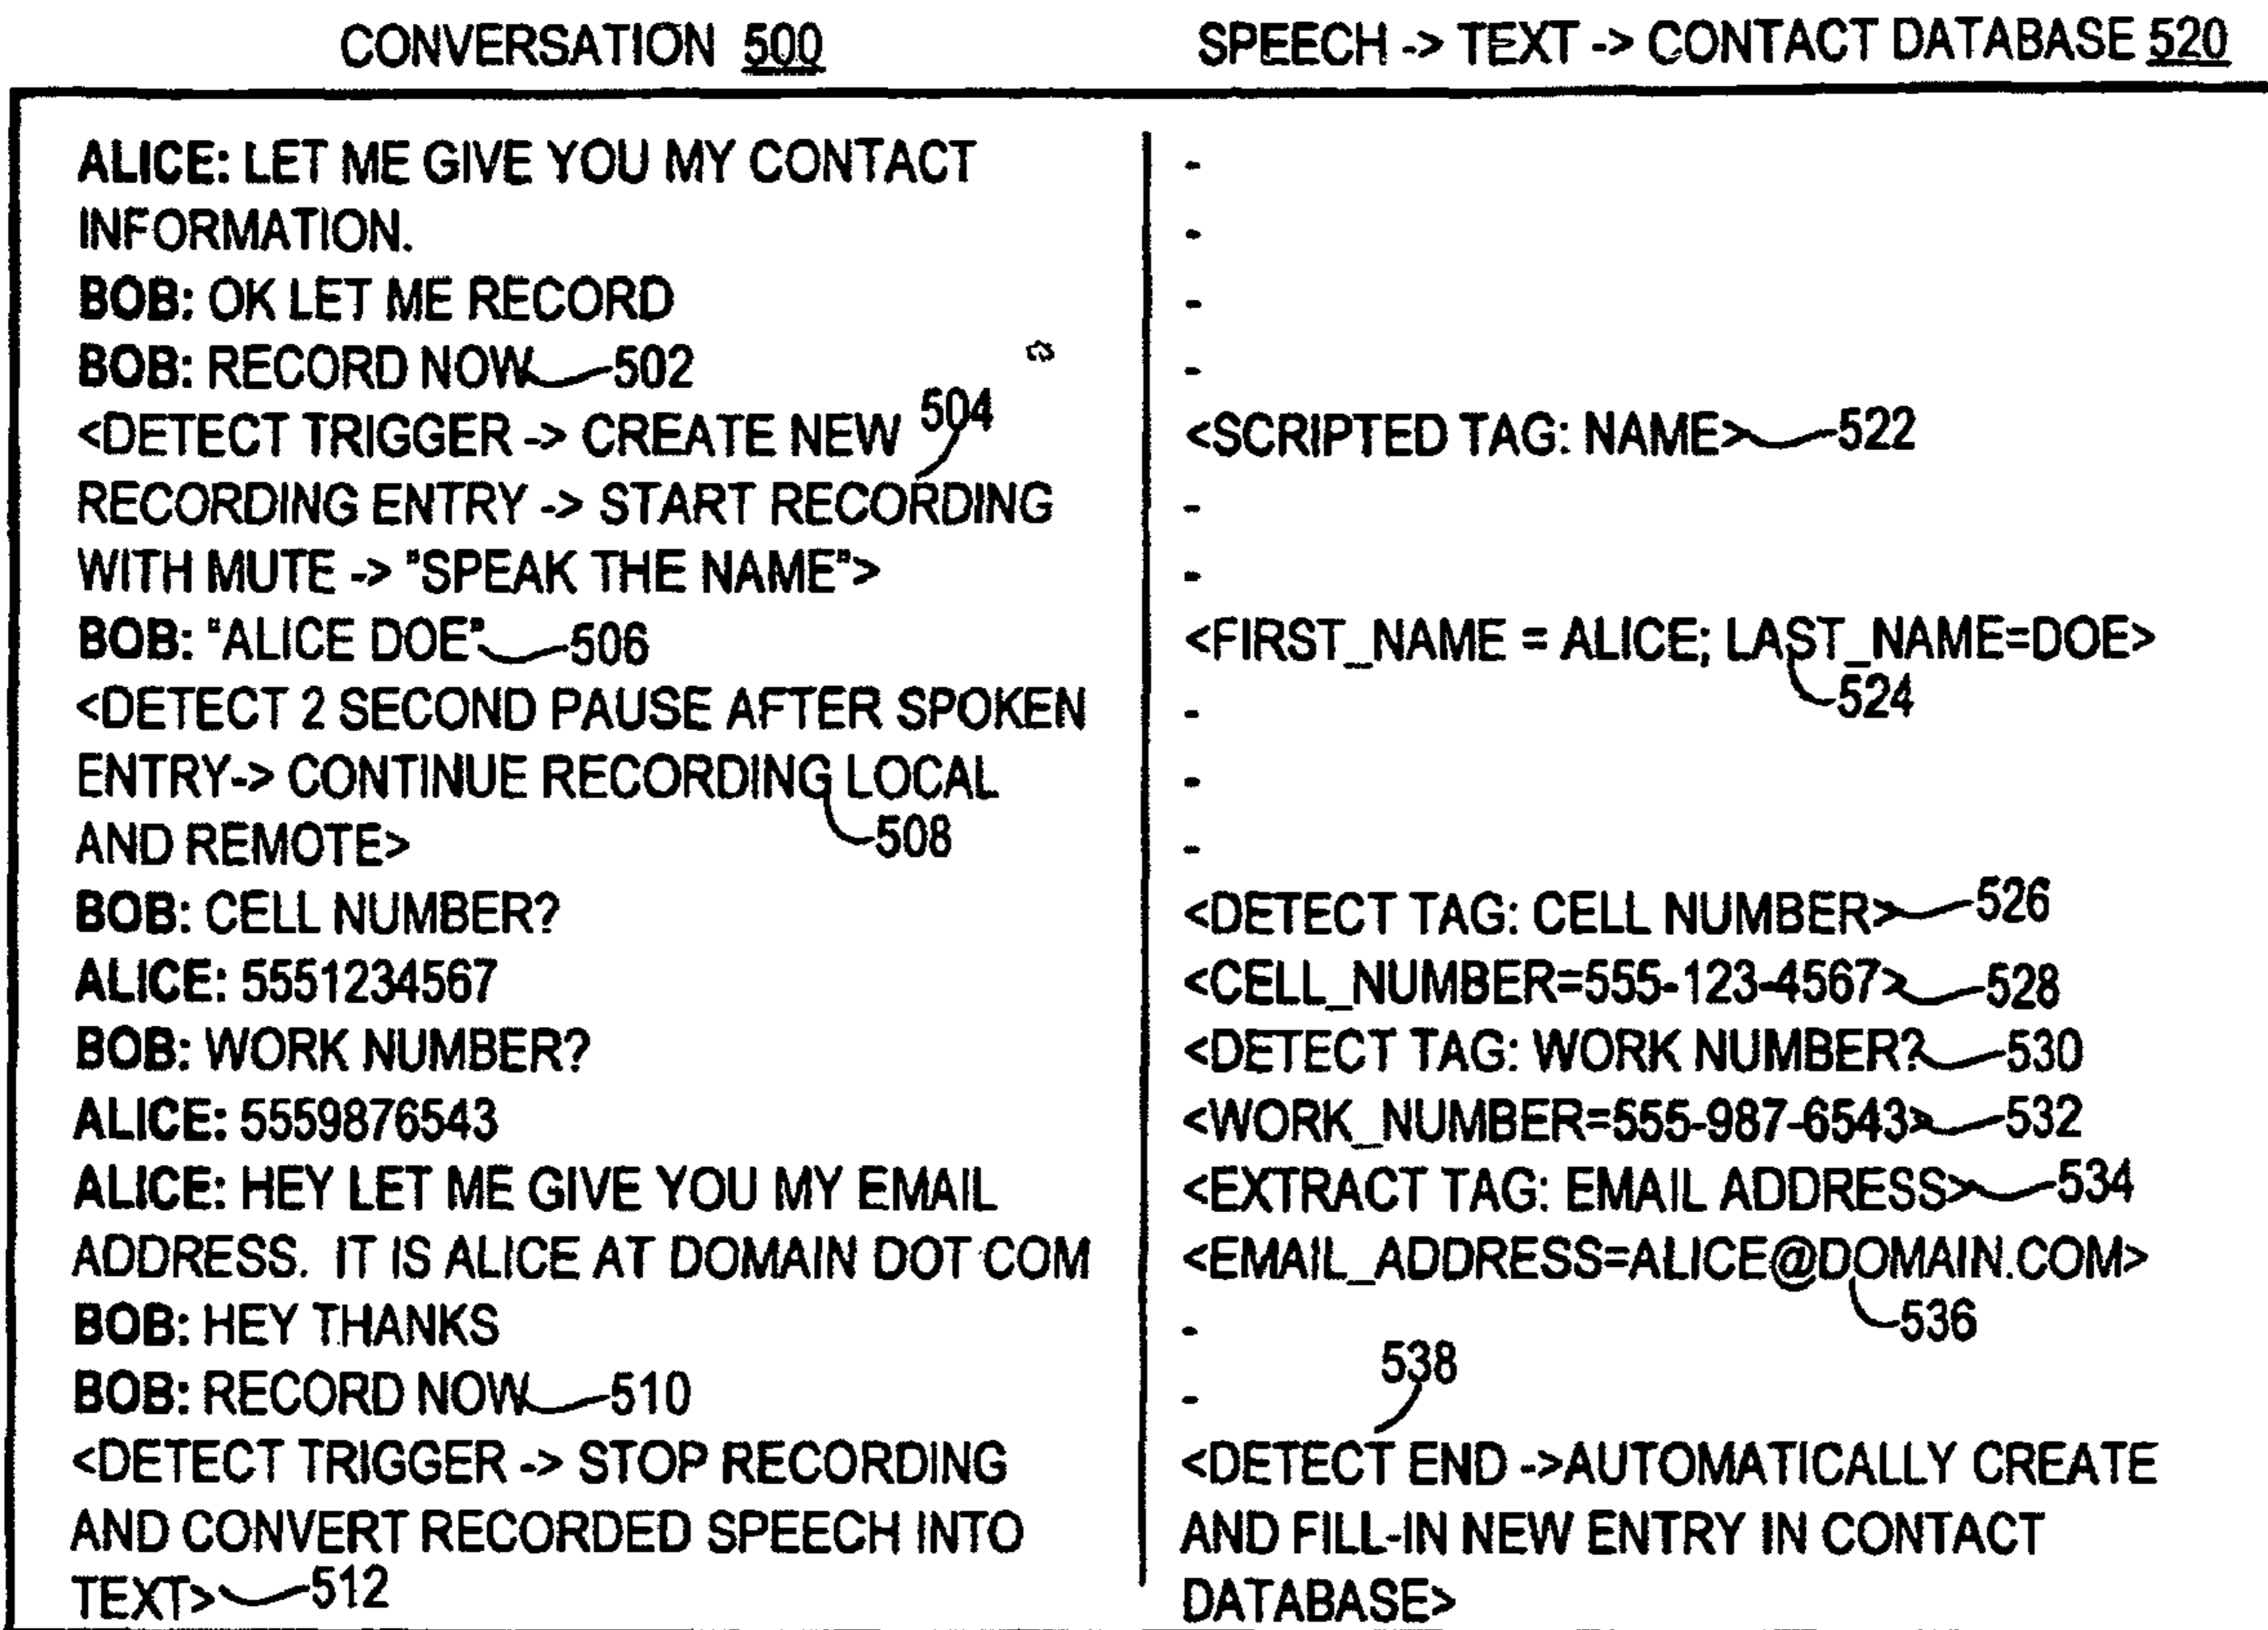 CONVERSATION 500
SPEECH -> TEXT -> CONTACT DATABASE 520
ALICE: LET ME GIVE YOU MY CONTACT
INFORMATION.
BOB: OK LET ME RECORD
BOB: RECORD NOW 502
<DETECT TRIGGER -> CREATE NEW 504
RECORDING ENTRY -> START RECORDING
WITH MUTE -> "SPEAK THE NAME">
BOB: "ALICE DOE" 506
<DETECT 2 SECOND PAUSE AFTER SPOKEN
ENTRY-> CONTINUE RECORDING LOCAL
AND REMOTE> 508
BOB: CELL NUMBER?
ALICE: 5551234567
BOB: WORK NUMBER?
ALICE: 5559876543
ALICE: HEY LET ME GIVE YOU MY EMAIL
ADDRESS. IT IS ALICE AT DOMAIN DOT COM
BOB: HEY THANKS
BOB: RECORD NOW 510
<DETECT TRIGGER -> STOP RECORDING
AND CONVERT RECORDED SPEECH INTO
TEXT> 512
-
-
-
-
<SCRIPTED TAG: NAME> 522
-
-
<FIRST_NAME = ALICE; LAST_NAME=DOE>
524
-
-
-
<DETECT TAG: CELL NUMBER> 526
<CELL_NUMBER=555-123-4567> 528
<DETECT TAG: WORK NUMBER? 530
<WORK_NUMBER=555-987-6543> 532
<EXTRACT TAG: EMAIL ADDRESS> 534
<EMAIL_ADDRESS=ALICE@DOMAIN.COM>
- 536
- 538
<DETECT END ->AUTOMATICALLY CREATE
AND FILL-IN NEW ENTRY IN CONTACT
DATABASE>